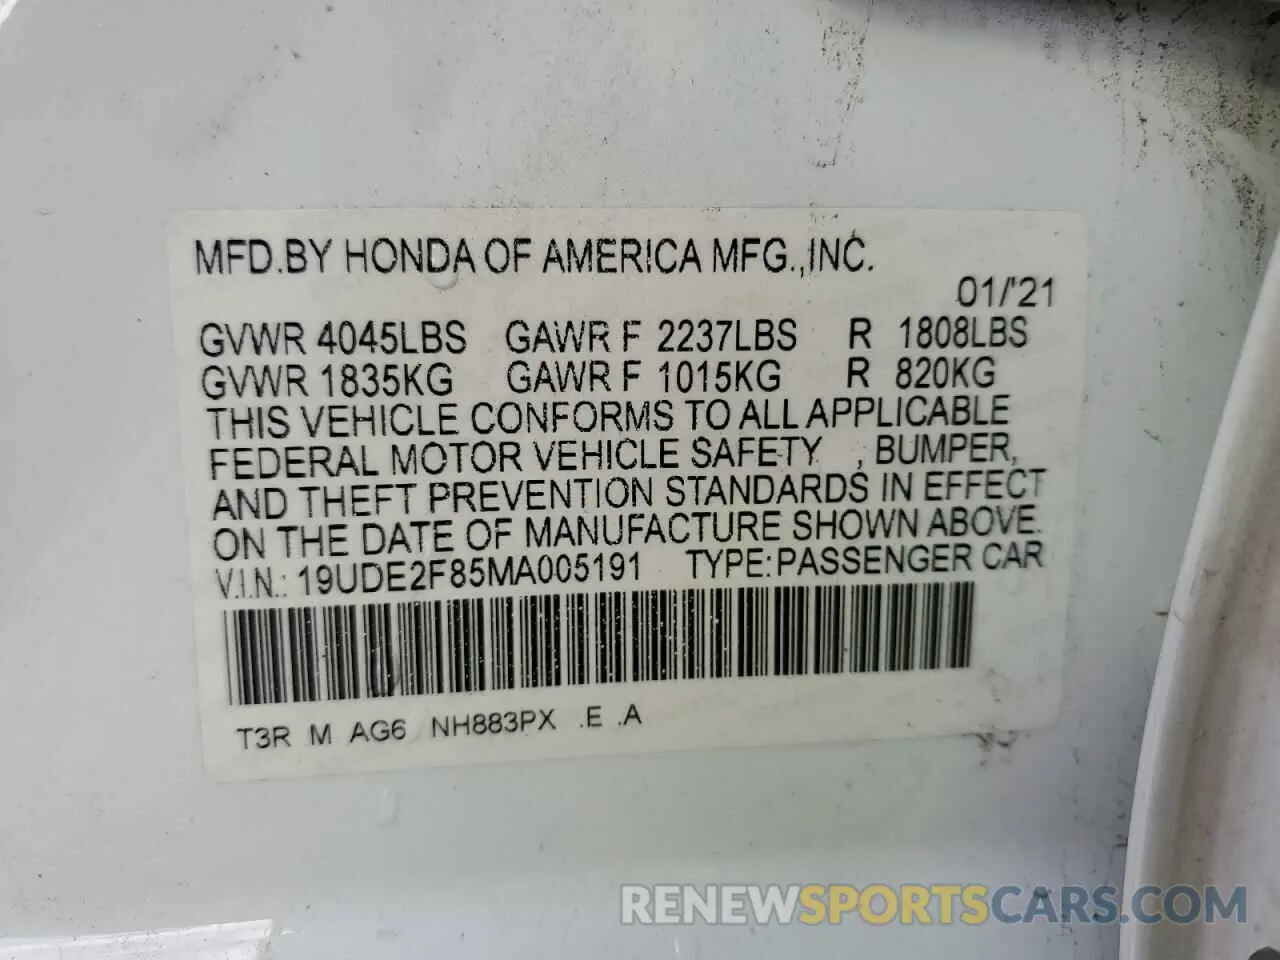 MFD.BY HONDA OF AMERICA MFG.,INC.
01/'21
GVWR 4045LBS GAWR F 2237LBS R 1808LBS
GVWR 1835KG GAWR F 1015KG R 820KG
THIS VEHICLE CONFORMS TO ALL APPLICABLE
FEDERAL MOTOR VEHICLE SAFETY , BUMPER,
AND THEFT PREVENTION STANDARDS IN EFFECT
ON THE DATE OF MANUFACTURE SHOWN ABOVE.
V.I.N.: 19UDE2F85MA005191 TYPE:PASSENGER CAR
T3R M AG6 NH883PX .E .A
RENEWSPORTSCARS.COM